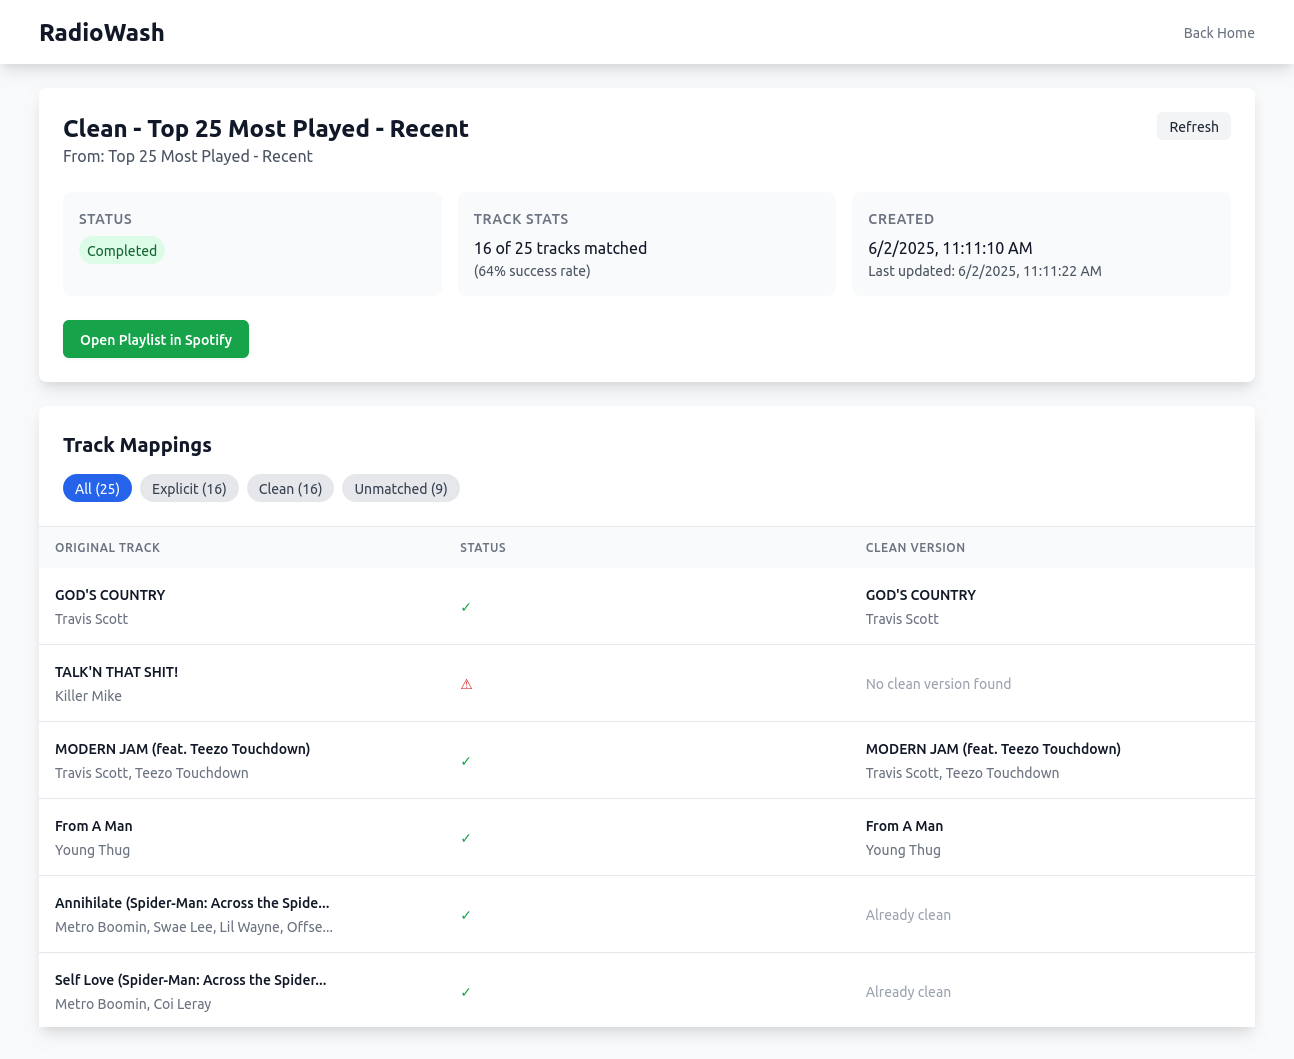 RadioWash
Back Home
Clean - Top 25 Most Played - Recent
Refresh
From: Top 25 Most Played - Recent
STATUS
Completed
TRACK STATS
16 of 25 tracks matched
(64% success rate)
CREATED
6/2/2025, 11:11:10 AM
Last updated: 6/2/2025, 11:11:22 AM
Open Playlist in Spotify
Track Mappings
All (25)
Explicit (16)
Clean (16)
Unmatched (9)
ORIGINAL TRACK
STATUS
CLEAN VERSION
GOD'S COUNTRY
Travis Scott
✓
GOD'S COUNTRY
Travis Scott
TALK'N THAT SHIT!
Killer Mike
⚠
No clean version found
MODERN JAM (feat. Teezo Touchdown)
Travis Scott, Teezo Touchdown
✓
MODERN JAM (feat. Teezo Touchdown)
Travis Scott, Teezo Touchdown
From A Man
Young Thug
✓
From A Man
Young Thug
Annihilate (Spider-Man: Across the Spide...
Metro Boomin, Swae Lee, Lil Wayne, Offse...
✓
Already clean
Self Love (Spider-Man: Across the Spider...
Metro Boomin, Coi Leray
✓
Already clean